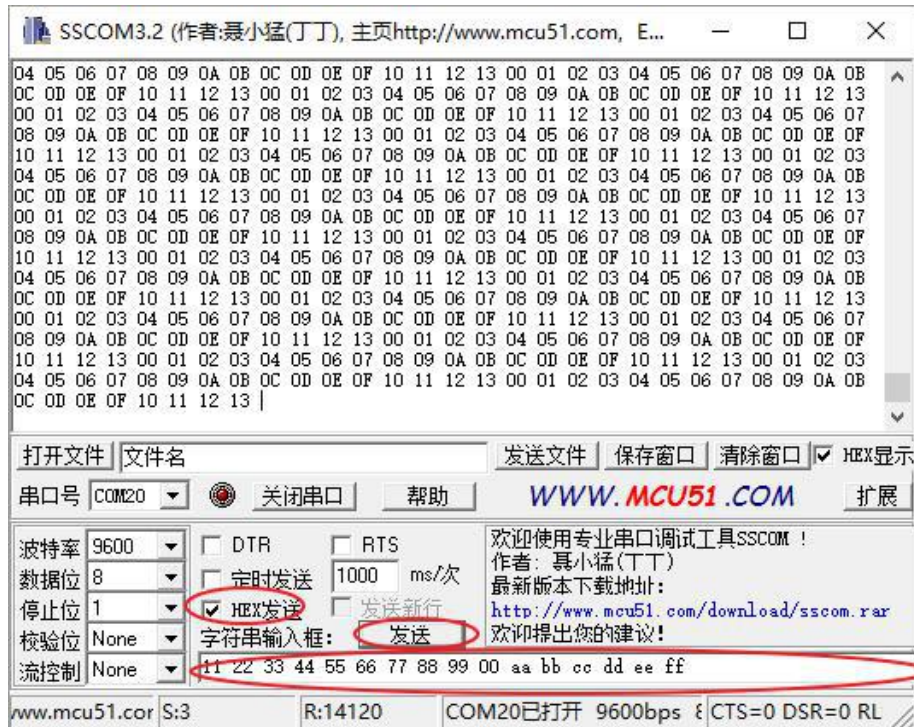 SSCOM3.2 (作者:聂小猛(丁丁), 主页http://www.mcu51.com, E...
04 05 06 07 08 09 0A 0B 0C 0D 0E 0F 10 11 12 13 00 01 02 03 04 05 06 07 08 09 0A 0B
0C 0D 0E 0F 10 11 12 13 00 01 02 03 04 05 06 07 08 09 0A 0B 0C 0D 0E 0F 10 11 12 13
00 01 02 03 04 05 06 07 08 09 0A 0B 0C 0D 0E 0F 10 11 12 13 00 01 02 03 04 05 06 07
08 09 0A 0B 0C 0D 0E 0F 10 11 12 13 00 01 02 03 04 05 06 07 08 09 0A 0B 0C 0D 0E 0F
10 11 12 13 00 01 02 03 04 05 06 07 08 09 0A 0B 0C 0D 0E 0F 10 11 12 13 00 01 02 03
04 05 06 07 08 09 0A 0B 0C 0D 0E 0F 10 11 12 13 00 01 02 03 04 05 06 07 08 09 0A 0B
0C 0D 0E 0F 10 11 12 13 00 01 02 03 04 05 06 07 08 09 0A 0B 0C 0D 0E 0F 10 11 12 13
00 01 02 03 04 05 06 07 08 09 0A 0B 0C 0D 0E 0F 10 11 12 13 00 01 02 03 04 05 06 07
08 09 0A 0B 0C 0D 0E 0F 10 11 12 13 00 01 02 03 04 05 06 07 08 09 0A 0B 0C 0D 0E 0F
10 11 12 13 00 01 02 03 04 05 06 07 08 09 0A 0B 0C 0D 0E 0F 10 11 12 13 00 01 02 03
04 05 06 07 08 09 0A 0B 0C 0D 0E 0F 10 11 12 13 00 01 02 03 04 05 06 07 08 09 0A 0B
0C 0D 0E 0F 10 11 12 13 00 01 02 03 04 05 06 07 08 09 0A 0B 0C 0D 0E 0F 10 11 12 13
00 01 02 03 04 05 06 07 08 09 0A 0B 0C 0D 0E 0F 10 11 12 13 00 01 02 03 04 05 06 07
08 09 0A 0B 0C 0D 0E 0F 10 11 12 13 00 01 02 03 04 05 06 07 08 09 0A 0B 0C 0D 0E 0F
10 11 12 13 00 01 02 03 04 05 06 07 08 09 0A 0B 0C 0D 0E 0F 10 11 12 13 00 01 02 03
04 05 06 07 08 09 0A 0B 0C 0D 0E 0F 10 11 12 13 00 01 02 03 04 05 06 07 08 09 0A 0B
0C 0D 0E 0F 10 11 12 13
打开文件 文件名 发送文件 保存窗口 清除窗口 HEX显示
串口号 COM20 关闭串口 帮助 WWW.MCU51.COM 扩展
波特率 9600 DTR RTS
数据位 8 定时发送 1000 ms/次
停止位 1 HEX发送 发送新行
校验位 None 字符串输入框: 发送
流控制 None 11 22 33 44 55 66 77 88 99 00 aa bb cc dd ee ff
欢迎使用专业串口调试工具SSCOM !
作者: 聂小猛(丁丁)
最新版本下载地址:
http://www.mcu51.com/download/sscom.rar
欢迎提出您的建议!
www.mcu51.cor S:3 R:14120 COM20已打开 9600bps CTS=0 DSR=0 RL